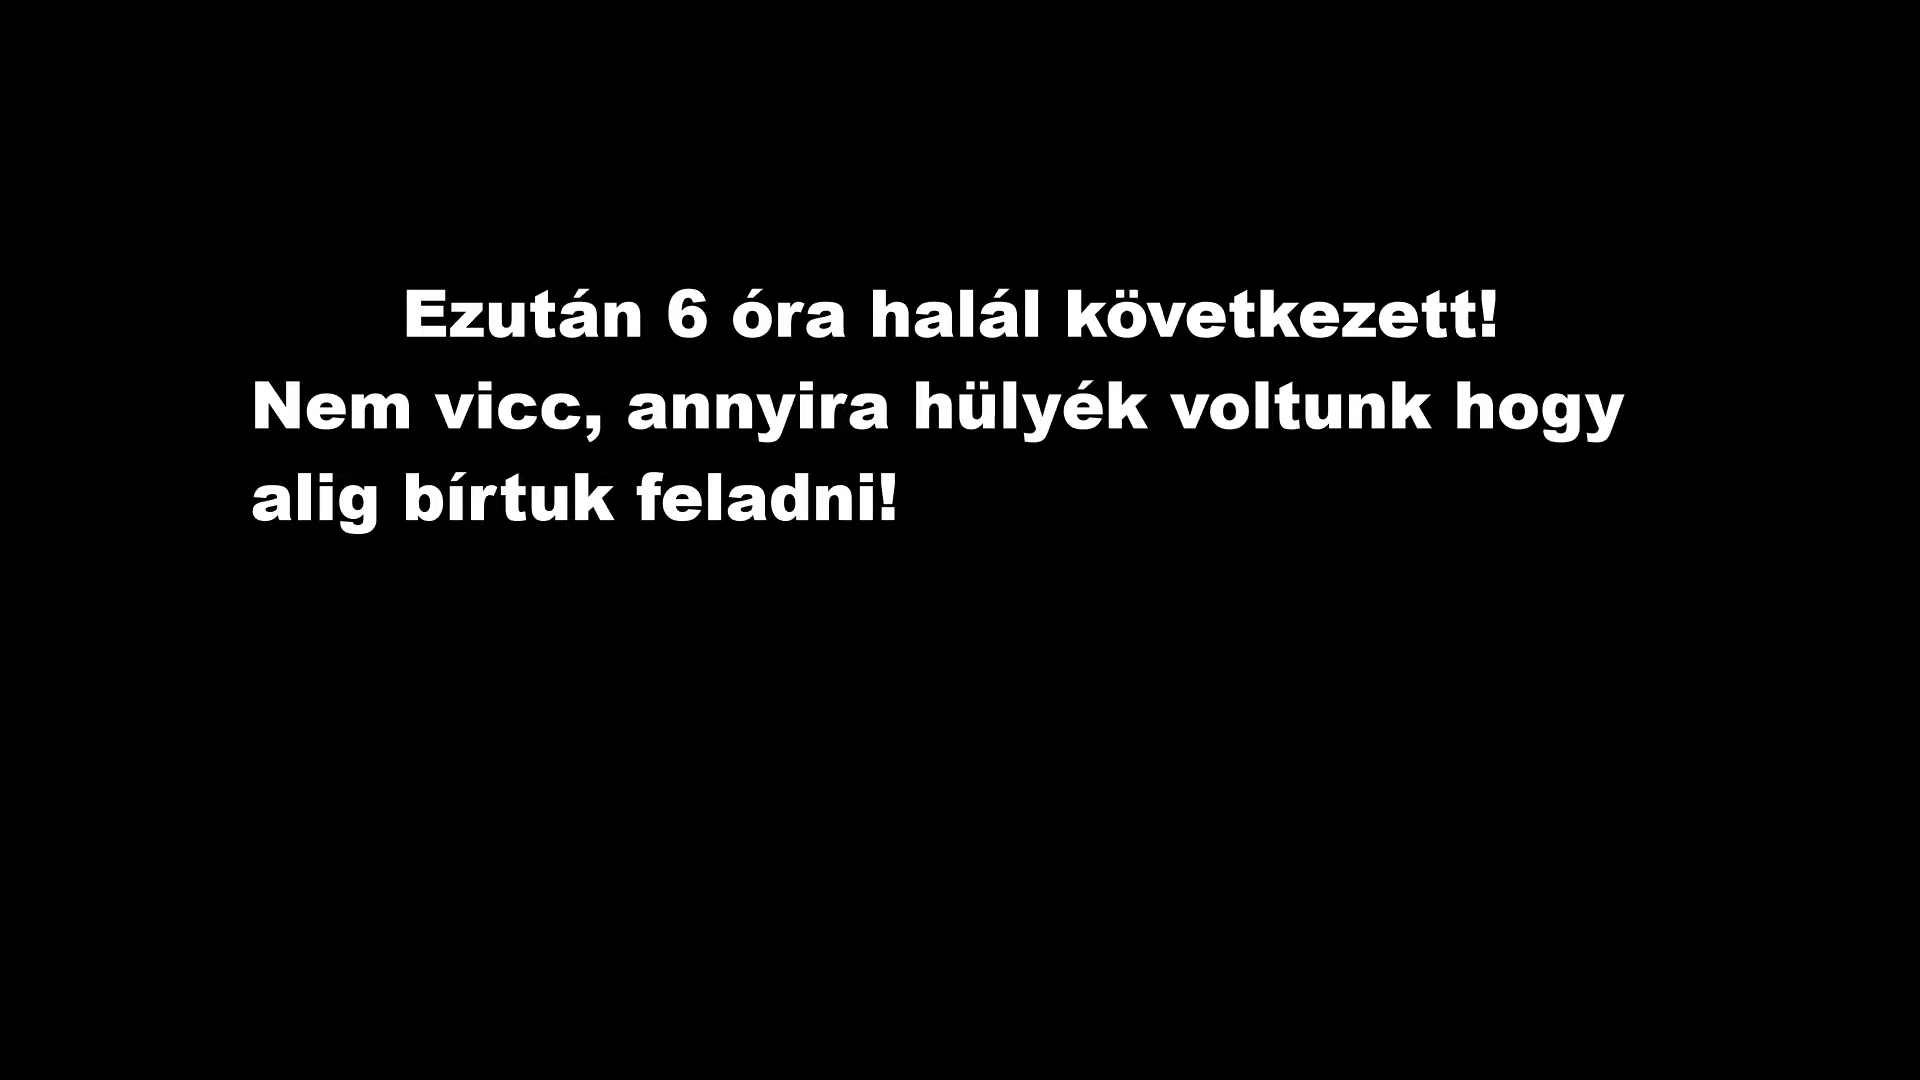 Ezután 6 óra halál következett!
Nem vicc, annyira hülyék voltunk hogy
alig bírtuk feladni!